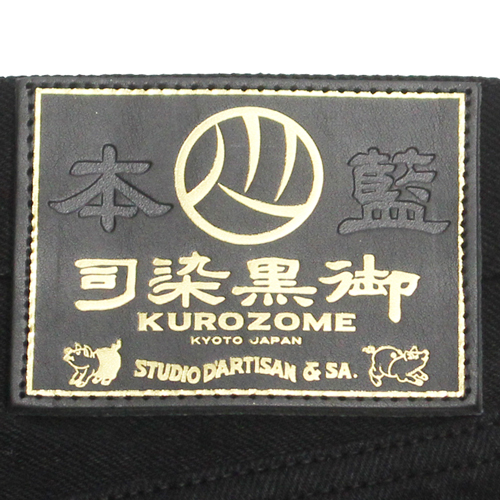 本藍
司染黒御
KUROZOME
KYOTO JAPAN
STUDIO D'ARTISAN & SA.